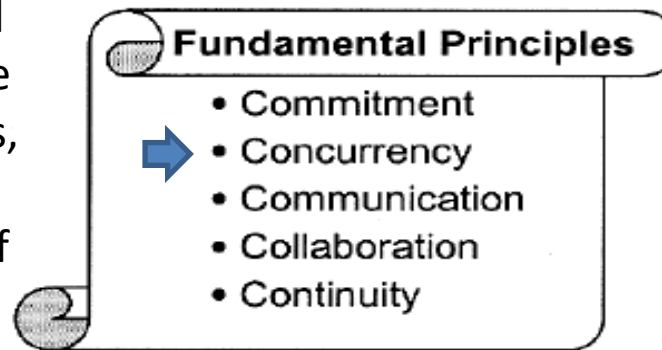 Fundamental Principles
e
• Commitment
s,
• Concurrency
• Communication
f
• Collaboration
• Continuity